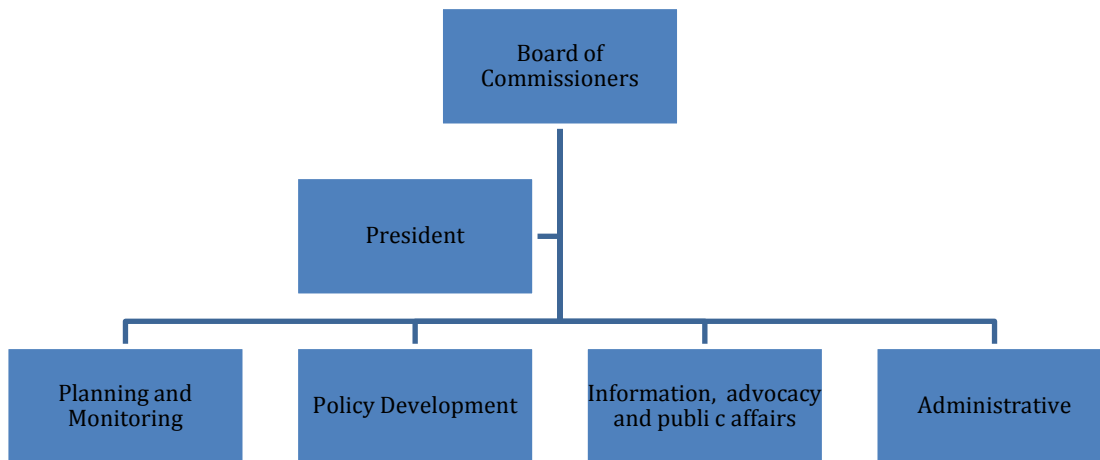 Board of
Commissioners
President
Planning and
Monitoring
Policy Development
Information,  advocacy
and publi c affairs
Administrative